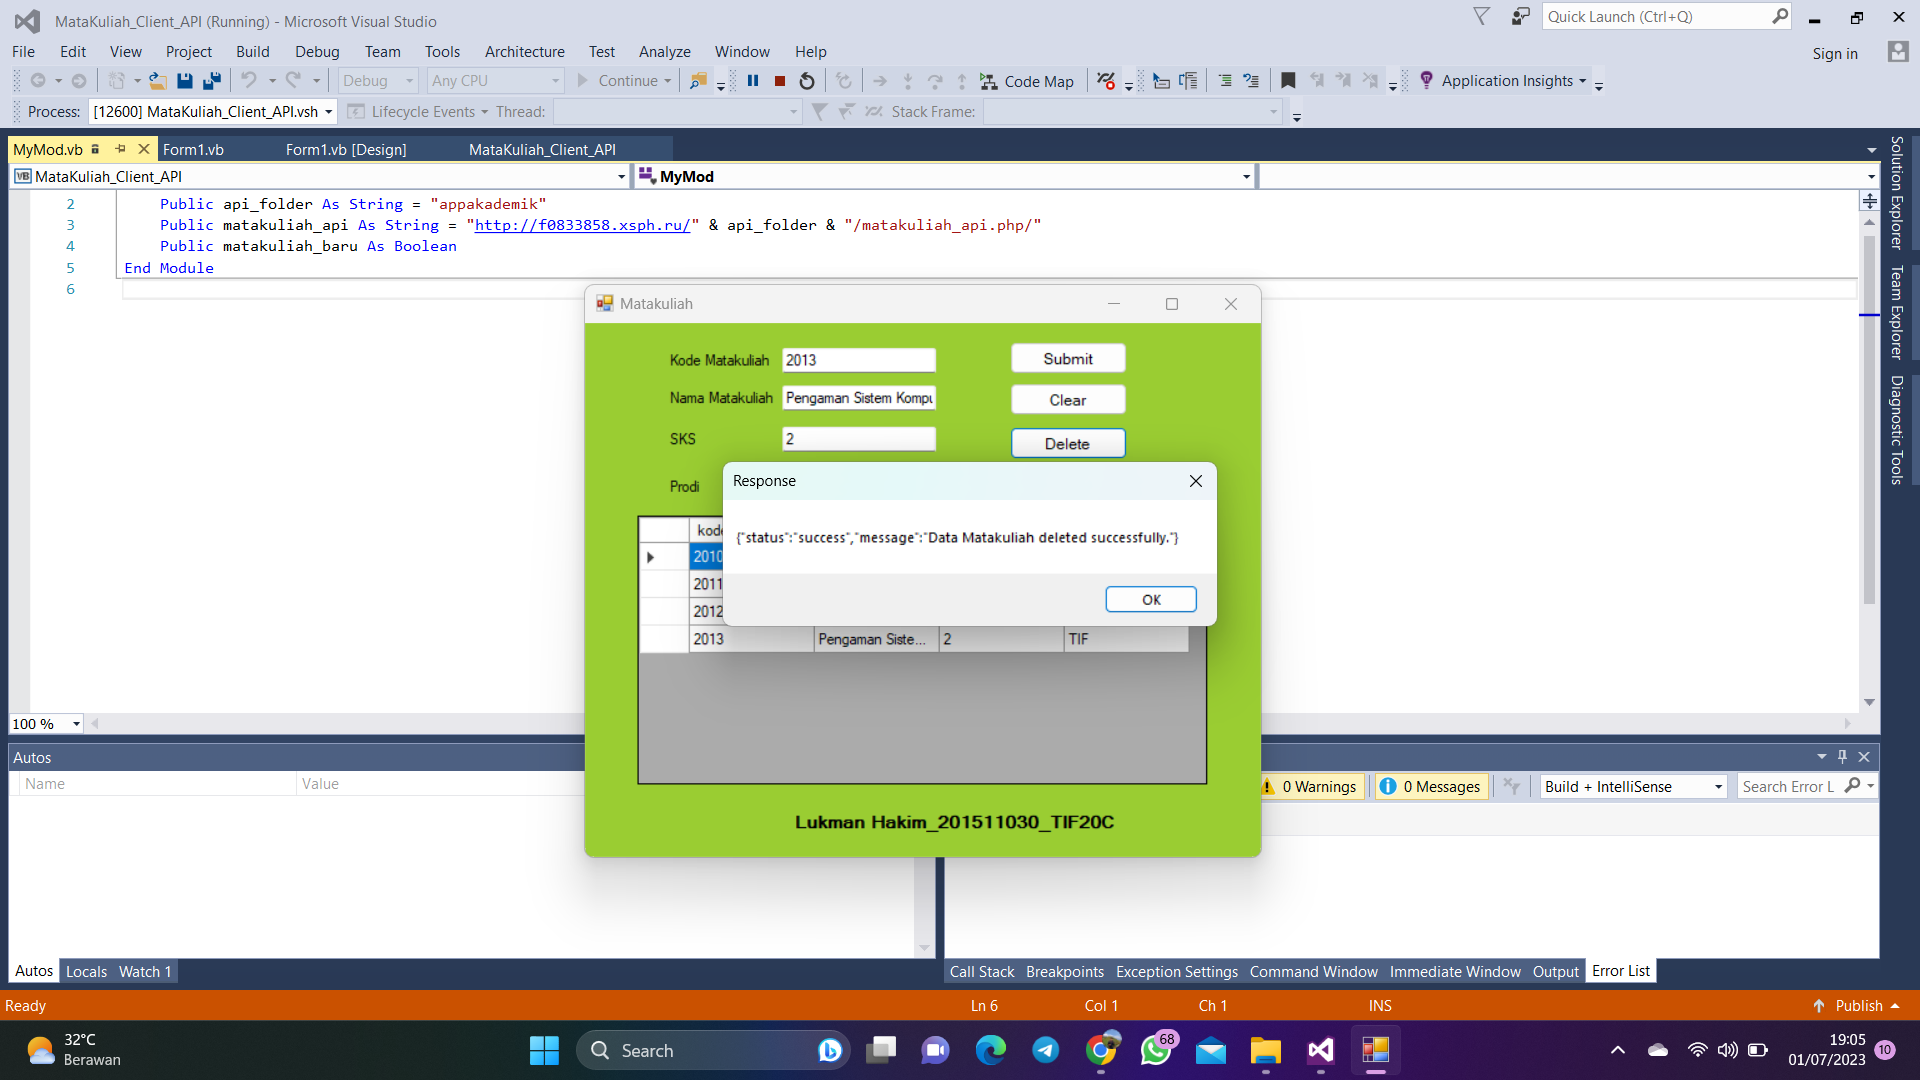 MataKuliah_Client_API (Running) - Microsoft Visual Studio
Quick Launch (Ctrl+Q)
File Edit View Project Build Debug Team Tools Architecture Test Analyze Window Help
Sign in
Debug Any CPU Continue Code Map Application Insights
Process: [12600] MataKuliah_Client_API.vsh Lifecycle Events Thread: Stack Frame:
MyMod.vb Form1.vb Form1.vb [Design] MataKuliah_Client_API
VB MataKuliah_Client_API MyMod
2 Public api_folder As String = "appakademik"
3 Public matakuliah_api As String = "http://f0833858.xsph.ru/" & api_folder & "/matakuliah_api.php/"
4 Public matakuliah_baru As Boolean
5 End Module
6
Solution Explorer
Team Explorer
Diagnostic Tools
Matakuliah
Kode Matakuliah 2013 Submit
Nama Matakuliah Pengaman Sistem Kompu Clear
SKS 2 Delete
Prodi
Response
{"status":"success","message":"Data Matakuliah deleted successfully."}
OK
kode
2010
2011
2012
2013 Pengaman Siste... 2 TIF
Lukman Hakim_201511030_TIF20C
100 %
Autos
Name Value
0 Warnings 0 Messages Build + IntelliSense Search Error L
Autos Locals Watch 1
Call Stack Breakpoints Exception Settings Command Window Immediate Window Output Error List
Ready Ln 6 Col 1 Ch 1 INS Publish
32°C
Berawan
Search
68
19:05
01/07/2023
10